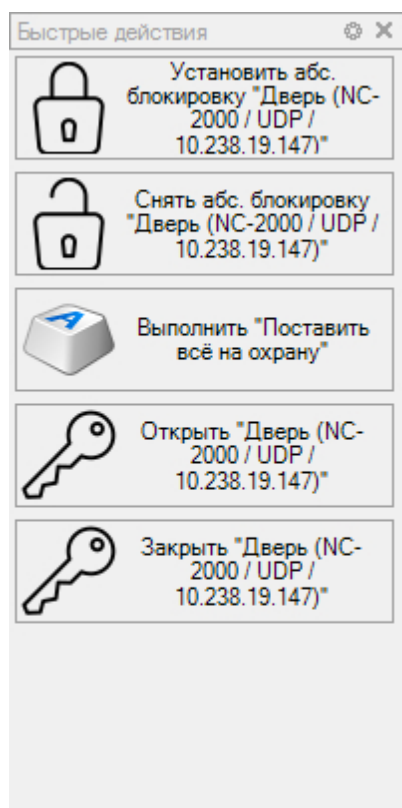 Быстрые действия
Установить абс.
блокировку "Дверь (NC-
2000 / UDP /
10.238.19.147)"
Снять абс. блокировку
"Дверь (NC-2000 / UDP /
10.238.19.147)"
A
Выполнить "Поставить
всё на охрану"
Открыть "Дверь (NC-
2000 / UDP /
10.238.19.147)"
Закрыть "Дверь (NC-
2000 / UDP /
10.238.19.147)"